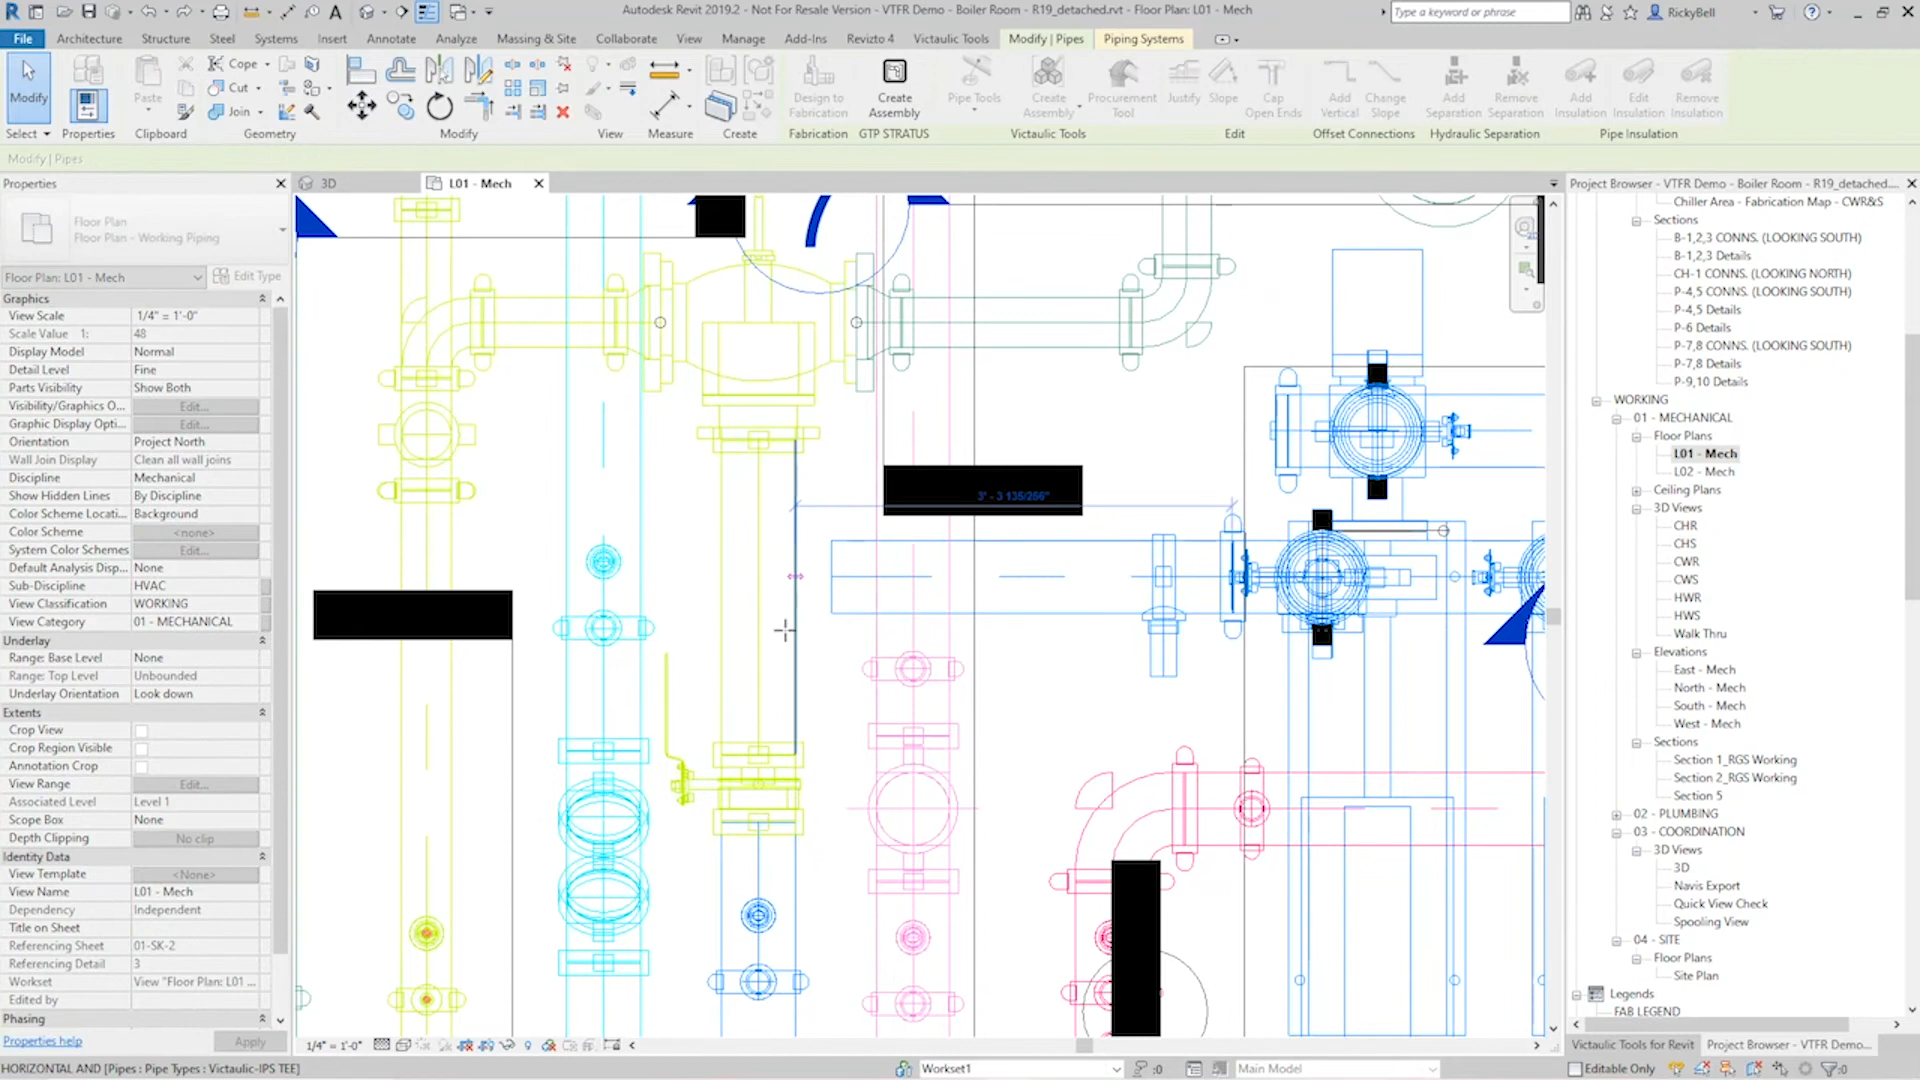 Autodesk Revit 2019.2 - Not For Resale Version - VTFR Demo - Boiler Room - R19_detached.rvt - Floor Plan: L01 - Mech
Type a keyword or phrase
RickyBell
File Architecture Structure Steel Systems Insert Annotate Analyze Massing & Site Collaborate View Manage Add-Ins Revizto 4 Victaulic Tools Modify | Pipes Piping Systems
Modify
Properties
Paste
Cope
Cut
Join
Design to Fabrication
Create Assembly
Pipe Tools
Create Assembly
Procurement Tool
Justify
Slope
Cap Open Ends
Add Vertical
Change Slope
Add Separation
Remove Separation
Add Insulation
Edit Insulation
Remove Insulation
Select Properties Clipboard Geometry Modify View Measure Create Fabrication GTP STRATUS Victaulic Tools Edit Offset Connections Hydraulic Separation Pipe Insulation
Modify | Pipes
Properties
3D
L01 - Mech
Floor Plan
Floor Plan - Working Piping
Floor Plan: L01 - Mech
Edit Type
Graphics
View Scale 1/4" = 1'-0"
Scale Value 1: 48
Display Model Normal
Detail Level Fine
Parts Visibility Show Both
Visibility/Graphics O... Edit...
Graphic Display Opti... Edit...
Orientation Project North
Wall Join Display Clean all wall joins
Discipline Mechanical
Show Hidden Lines By Discipline
Color Scheme Locati... Background
Color Scheme <none>
System Color Schemes Edit...
Default Analysis Disp... None
Sub-Discipline HVAC
View Classification WORKING
View Category 01 - MECHANICAL
Underlay
Range: Base Level None
Range: Top Level Unbounded
Underlay Orientation Look down
Extents
Crop View
Crop Region Visible
Annotation Crop
View Range Edit...
Associated Level Level 1
Scope Box None
Depth Clipping No clip
Identity Data
View Template <None>
View Name L01 - Mech
Dependency Independent
Title on Sheet
Referencing Sheet 01-SK-2
Referencing Detail 3
Workset View "Floor Plan: L01 ...
Edited by
Phasing
Properties help
Apply
3' - 3 135/256"
1/4" = 1'-0"
Project Browser - VTFR Demo - Boiler Room - R19_detached....
Chiller Area - Fabrication Map - CWR&S
Sections
B-1,2,3 CONNS. (LOOKING SOUTH)
B-1,2,3 Details
CH-1 CONNS. (LOOKING NORTH)
P-4,5 CONNS. (LOOKING SOUTH)
P-4,5 Details
P-6 Details
P-7,8 CONNS. (LOOKING SOUTH)
P-7,8 Details
P-9,10 Details
WORKING
01 - MECHANICAL
Floor Plans
L01 - Mech
L02 - Mech
Ceiling Plans
3D Views
CHR
CHS
CWR
CWS
HWR
HWS
Walk Thru
Elevations
East - Mech
North - Mech
South - Mech
West - Mech
Sections
Section 1_RGS Working
Section 2_RGS Working
Section 5
02 - PLUMBING
03 - COORDINATION
3D Views
3D
Navis Export
Quick View Check
Spooling View
04 - SITE
Floor Plans
Site Plan
Legends
FAB LEGEND
Victaulic Tools for Revit
Project Browser - VTFR Demo...
HORIZONTAL AND [Pipes : Pipe Types : Victaulic-IPS TEE]
Workset1
:0
Main Model
Editable Only
:0